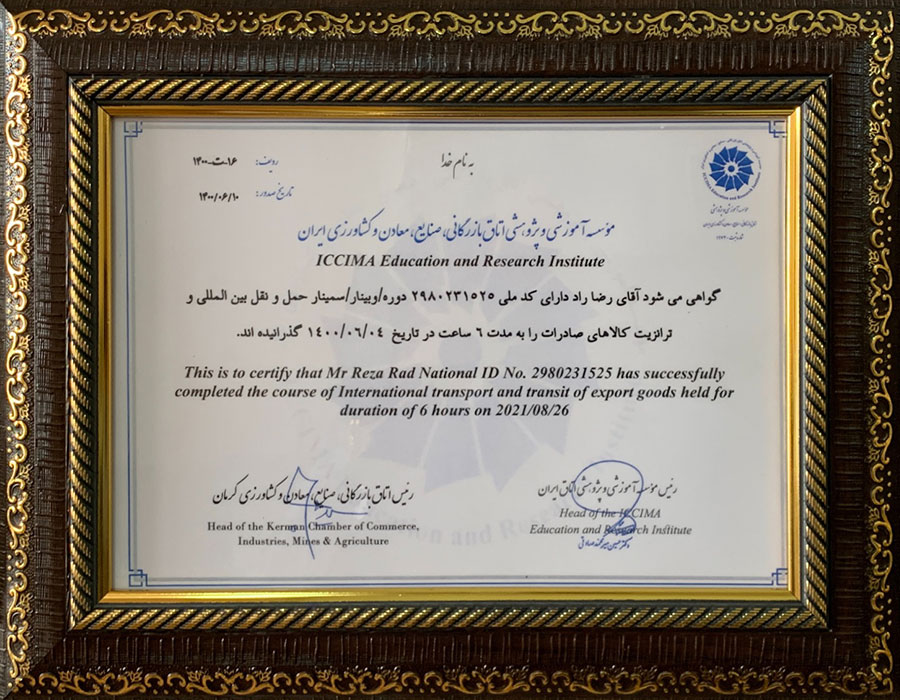 به نام خدا
ردیف: ۱۶-ت-۱۴۰۰
تاریخ صدور: ۱۴۰۰/۰۶/۱۰
مؤسسه آموزشی و پژوهشی اتاق بازرگانی، صنایع، معادن و کشاورزی ایران
ICCIMA Education and Research Institute
گواهی می شود آقای رضا راد دارای کد ملی ۲۹۸۰۲۳۱۵۲۵ دوره/وبینار/سمینار حمل و نقل بین المللی و
ترانزیت کالاهای صادرات را به مدت ۶ ساعت در تاریخ ۱۴۰۰/۰۶/۰۴ گذرانیده اند.
This is to certify that Mr Reza Rad National ID No. 2980231525 has successfully
completed the course of International transport and transit of export goods held for
duration of 6 hours on 2021/08/26
رئیس مؤسسه آموزشی و پژوهشی اتاق ایران
Head of the ICCIMA
Education and Research Institute
رئیس اتاق بازرگانی، صنایع، معادن و کشاورزی کرمان
Head of the Kerman Chamber of Commerce,
Industries, Mines & Agriculture